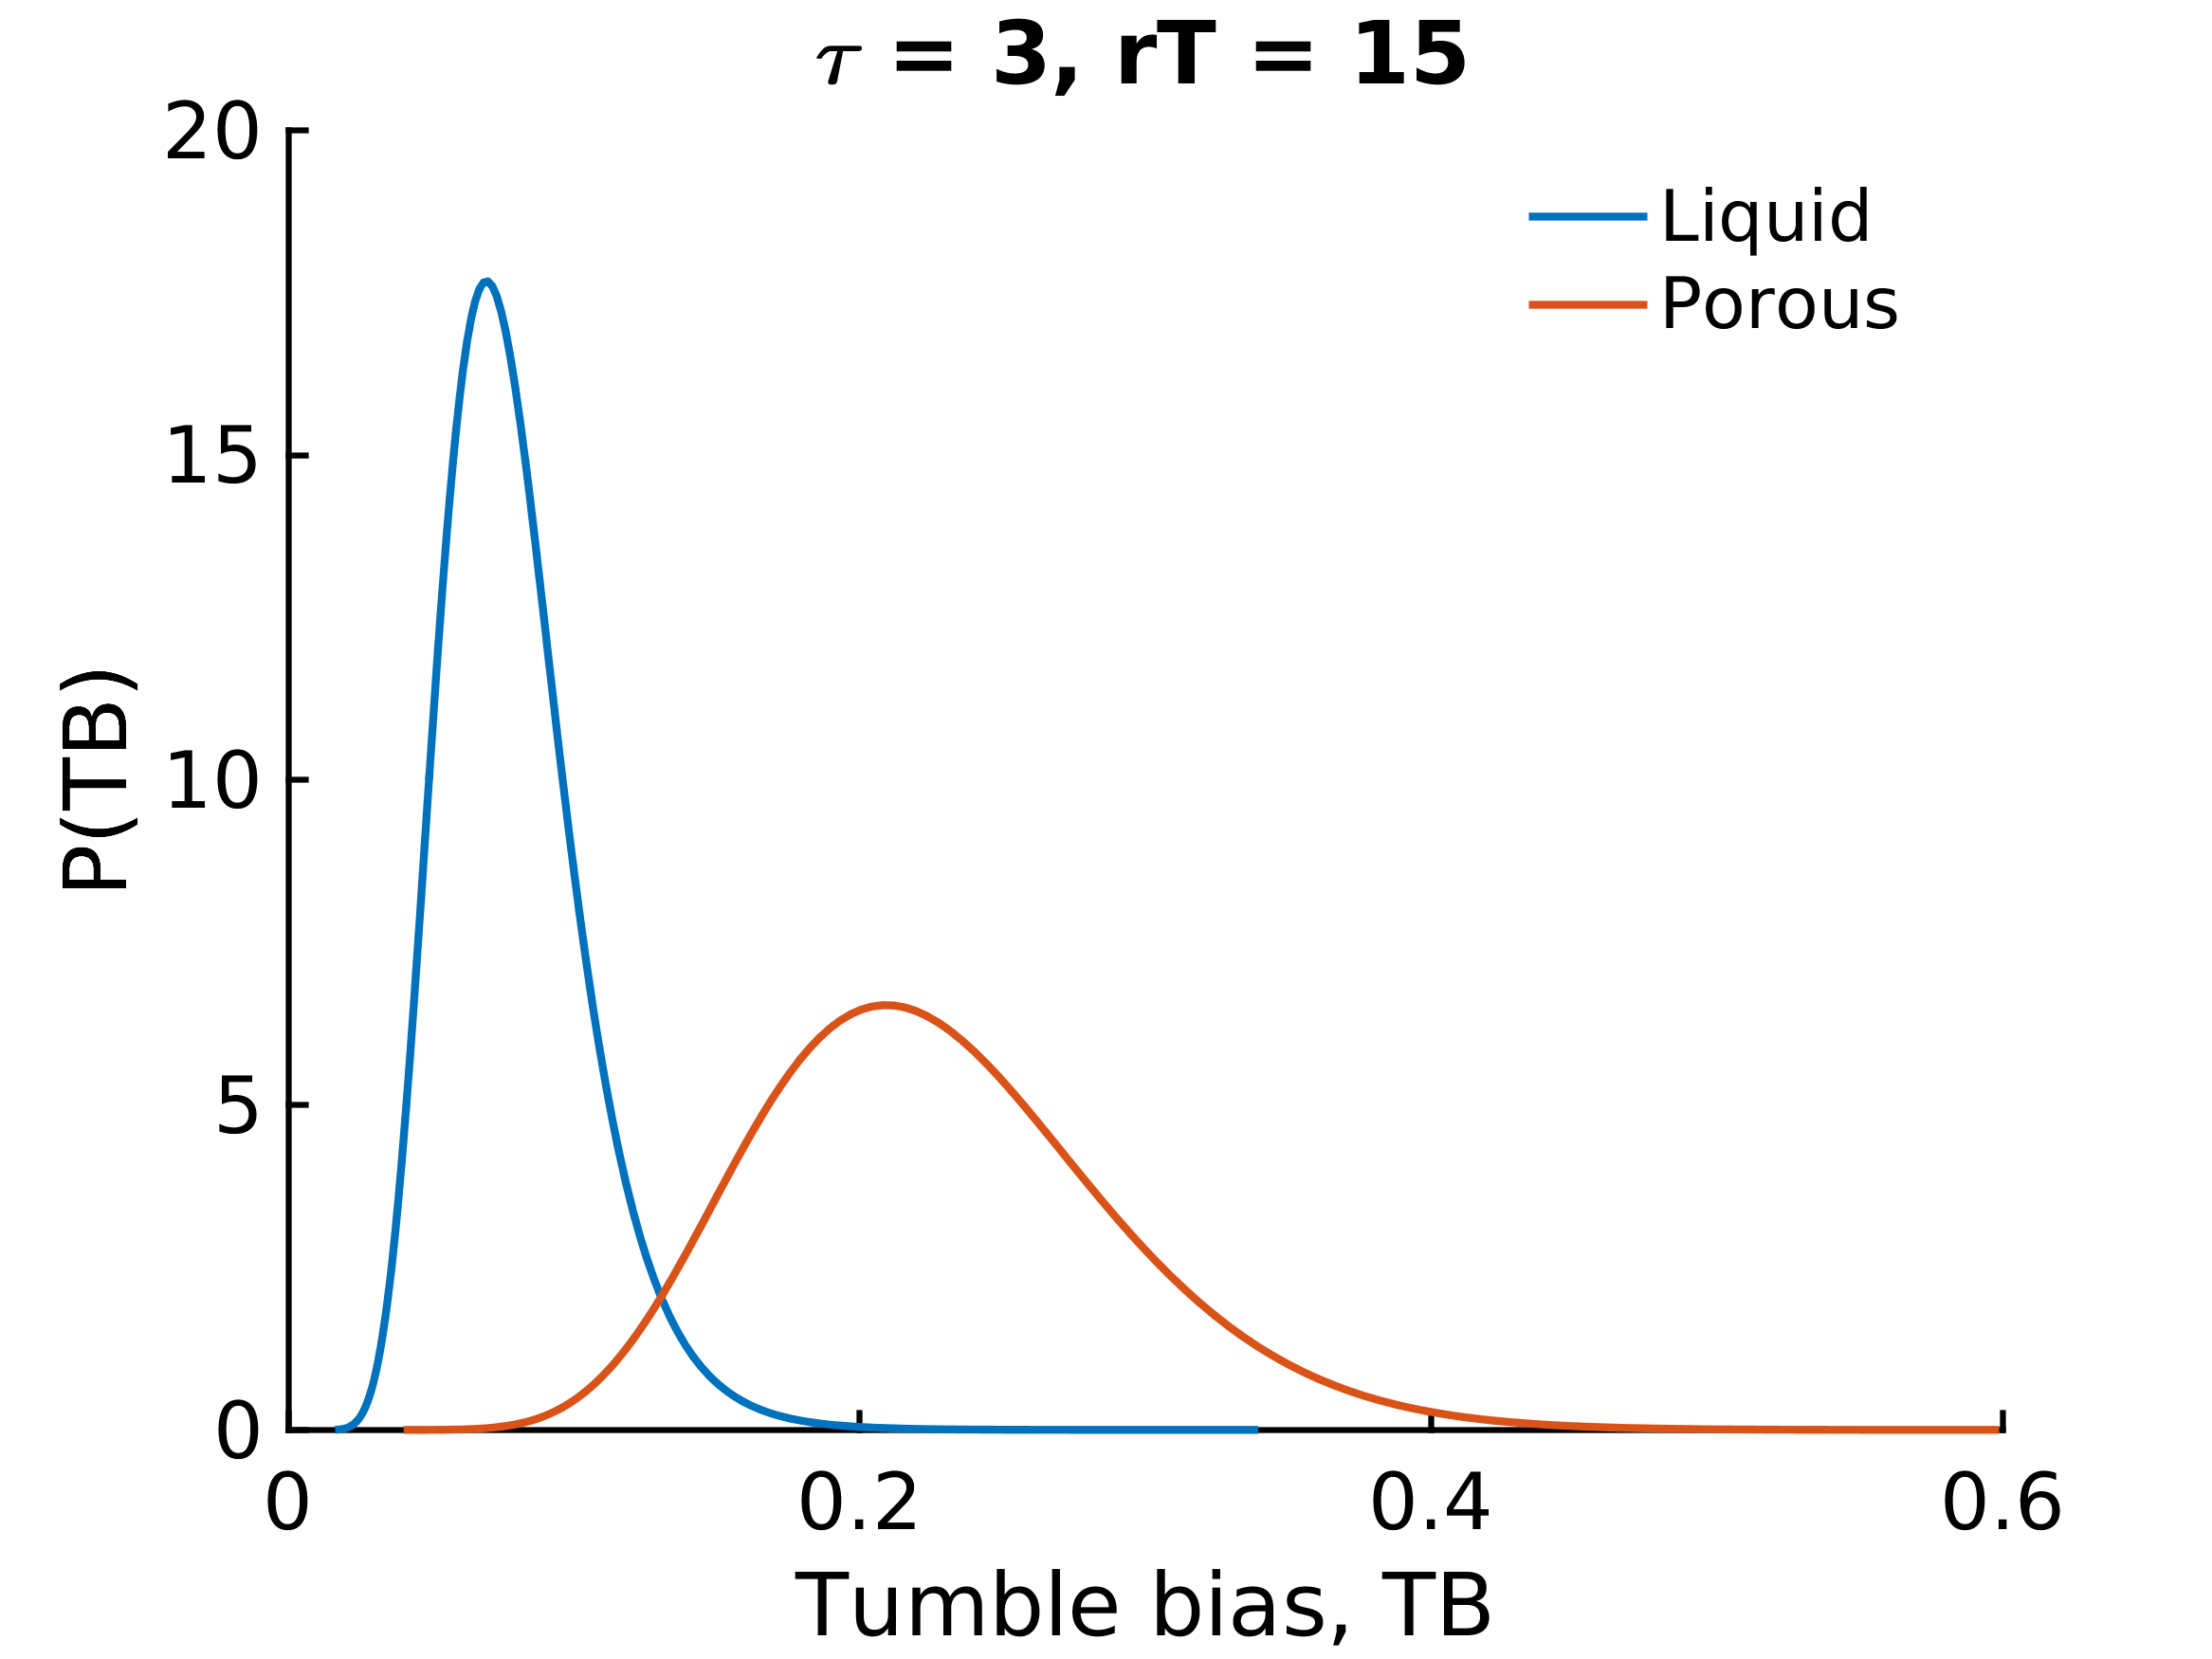 τ = 3, rT = 15
20
15
10
5
0
P(TB)
Liquid
Porous
0
0.2
0.4
0.6
Tumble bias, TB